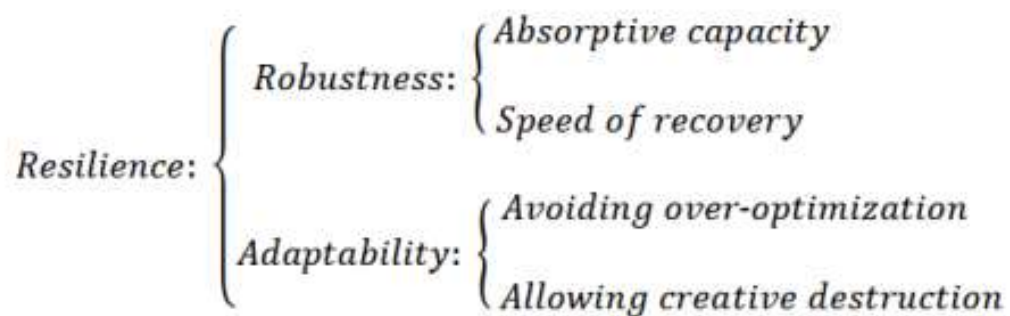 Absorptive capacity
Robustness:
Speed of recovery
Resilience:
Avoiding over-optimization
Adaptability:
Allowing creative destruction